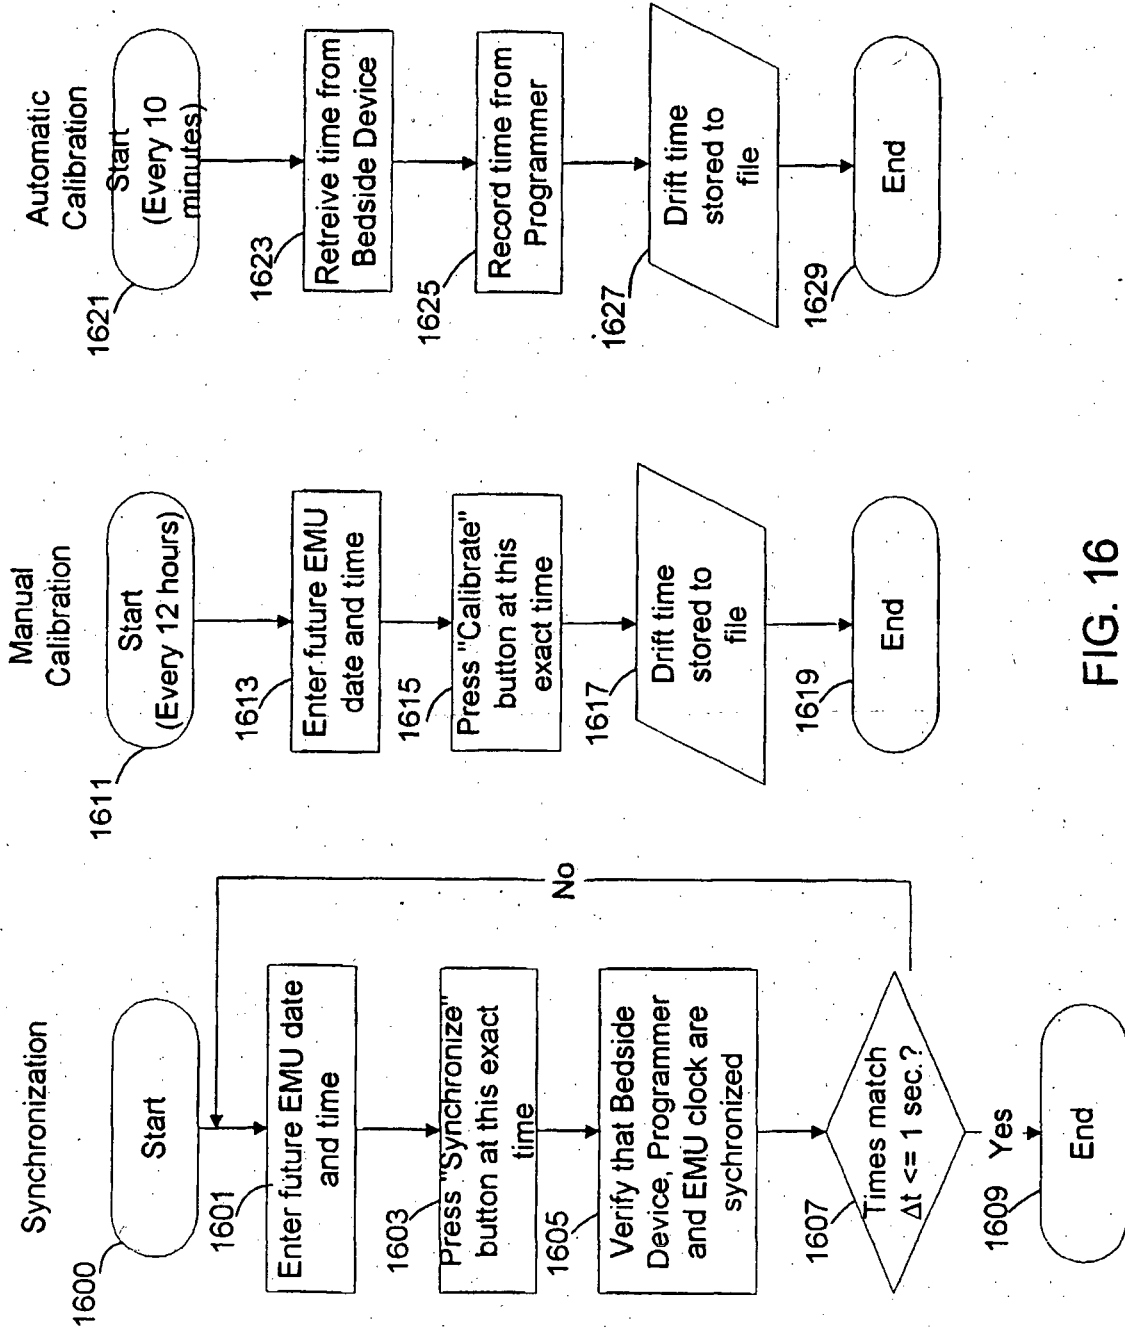 Synchronization
1600
Start
1601
Enter future EMU date
and time
1603
Press "Synchronize"
button at this exact
time
1605
Verify that Bedside
Device, Programmer
and EMU clock are
sychronized
1607
Times match
Δt <= 1 sec.?
No
Yes
1609
End
Manual
Calibration
1611
Start
(Every 12 hours)
1613
Enter future EMU
date and time
1615
Press "Calibrate"
button at this
exact time
1617
Drift time
stored to
file
1619
End
Automatic
Calibration
1621
Start
(Every 10
minutes)
1623
Retreive time from
Bedside Device
1625
Record time from
Programmer
1627
Drift time
stored to
file
1629
End
FIG. 16